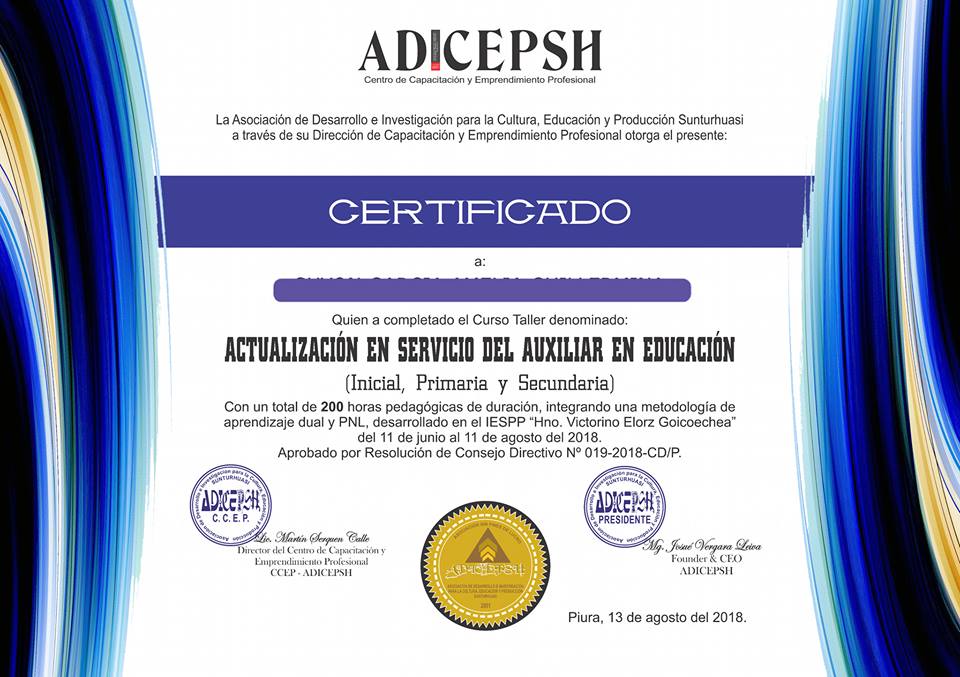 ADICEPSH
Centro de Capacitación y Emprendimiento Profesional
La Asociación de Desarrollo e Investigación para la Cultura, Educación y Producción Sunturhuasi
a través de su Dirección de Capacitación y Emprendimiento Profesional otorga el presente:
CERTIFICADO
a:
Quien a completado el Curso Taller denominado:
ACTUALIZACIÓN EN SERVICIO DEL AUXILIAR EN EDUCACIÓN
(Inicial, Primaria y Secundaria)
Con un total de 200 horas pedagógicas de duración, integrando una metodología de
aprendizaje dual y PNL, desarrollado en el IESPP “Hno. Victorino Elorz Goicoechea”
del 11 de junio al 11 de agosto del 2018.
Aprobado por Resolución de Consejo Directivo Nº 019-2018-CD/P.
Asociación de Desarrollo e Investigación para la Cultura, Educación y Producción
SUNTURHUASI
ADICEPSH
C.C.E.P.
Lic. Martín Serquen Calle
Director del Centro de Capacitación y
Emprendimiento Profesional
CCEP - ADICEPSH
ADICEPSH
ASOCIACIÓN DE DESARROLLO E INVESTIGACIÓN
PARA LA CULTURA, EDUCACIÓN Y PRODUCCIÓN
SUNTURHUASI
2001
Asociación de Desarrollo e Investigación para la Cultura, Educación y Producción
SUNTURHUASI
ADICEPSH
PRESIDENTE
Mg. Josué Vergara Leiva
Founder & CEO
ADICEPSH
Piura, 13 de agosto del 2018.